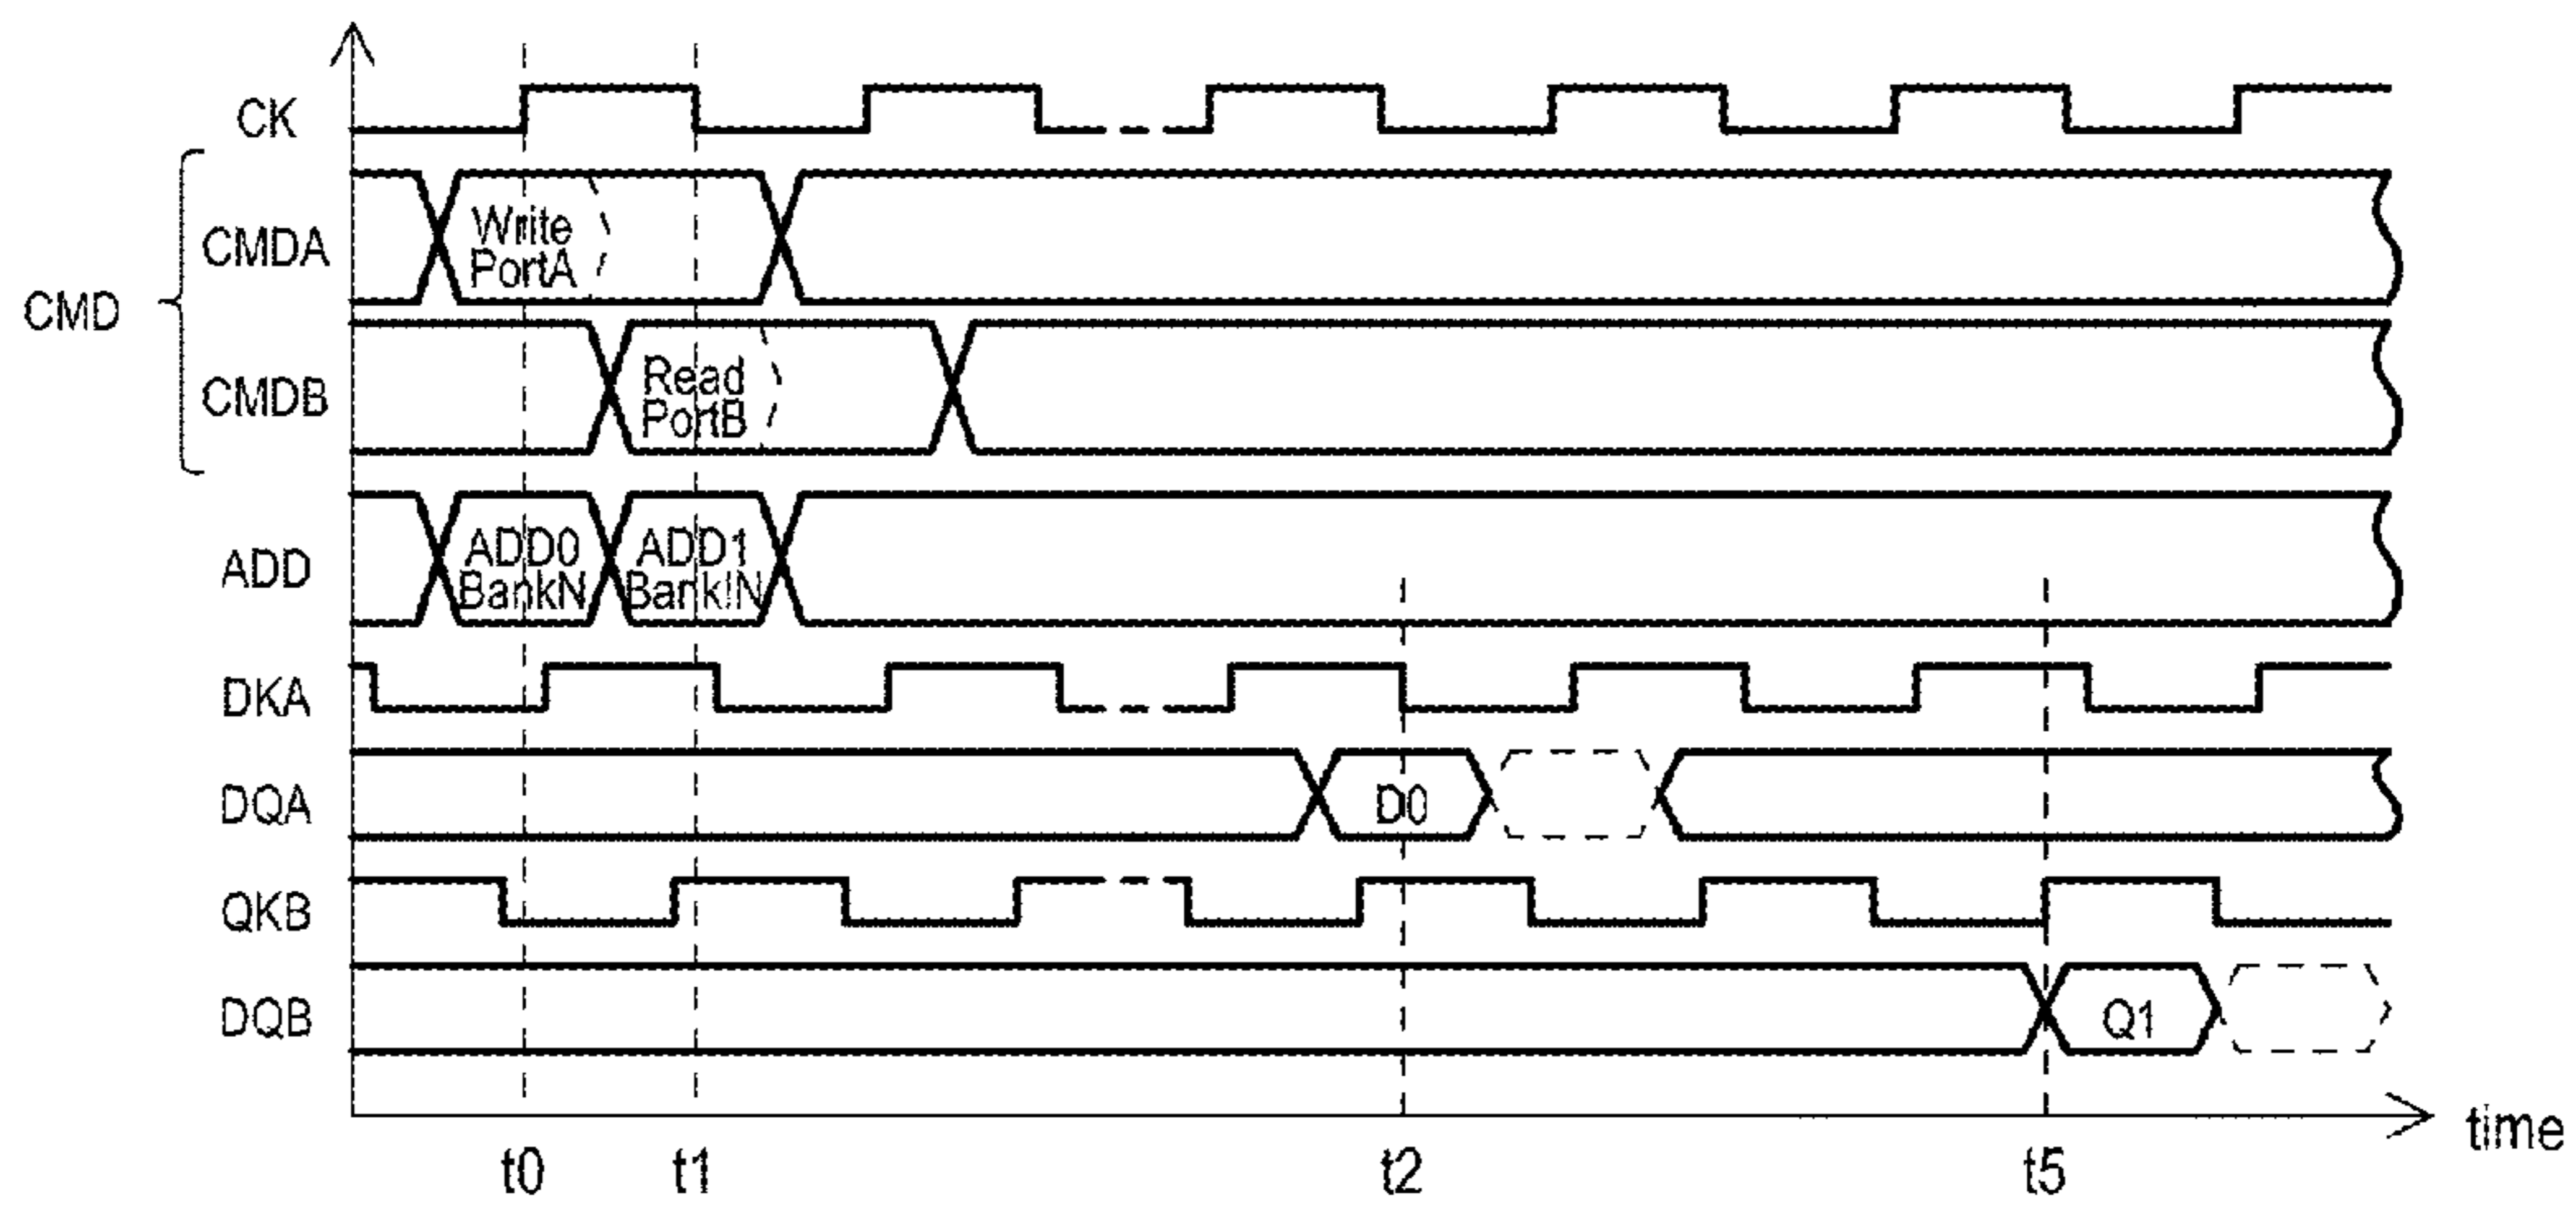 CK
CMD
CMDA
Write
PortA
CMDB
Read
PortB
ADD
ADD0
BankN
ADD1
BankN
DKA
DQA
D0
QKB
DQB
Q1
t0
t1
t2
t5
time